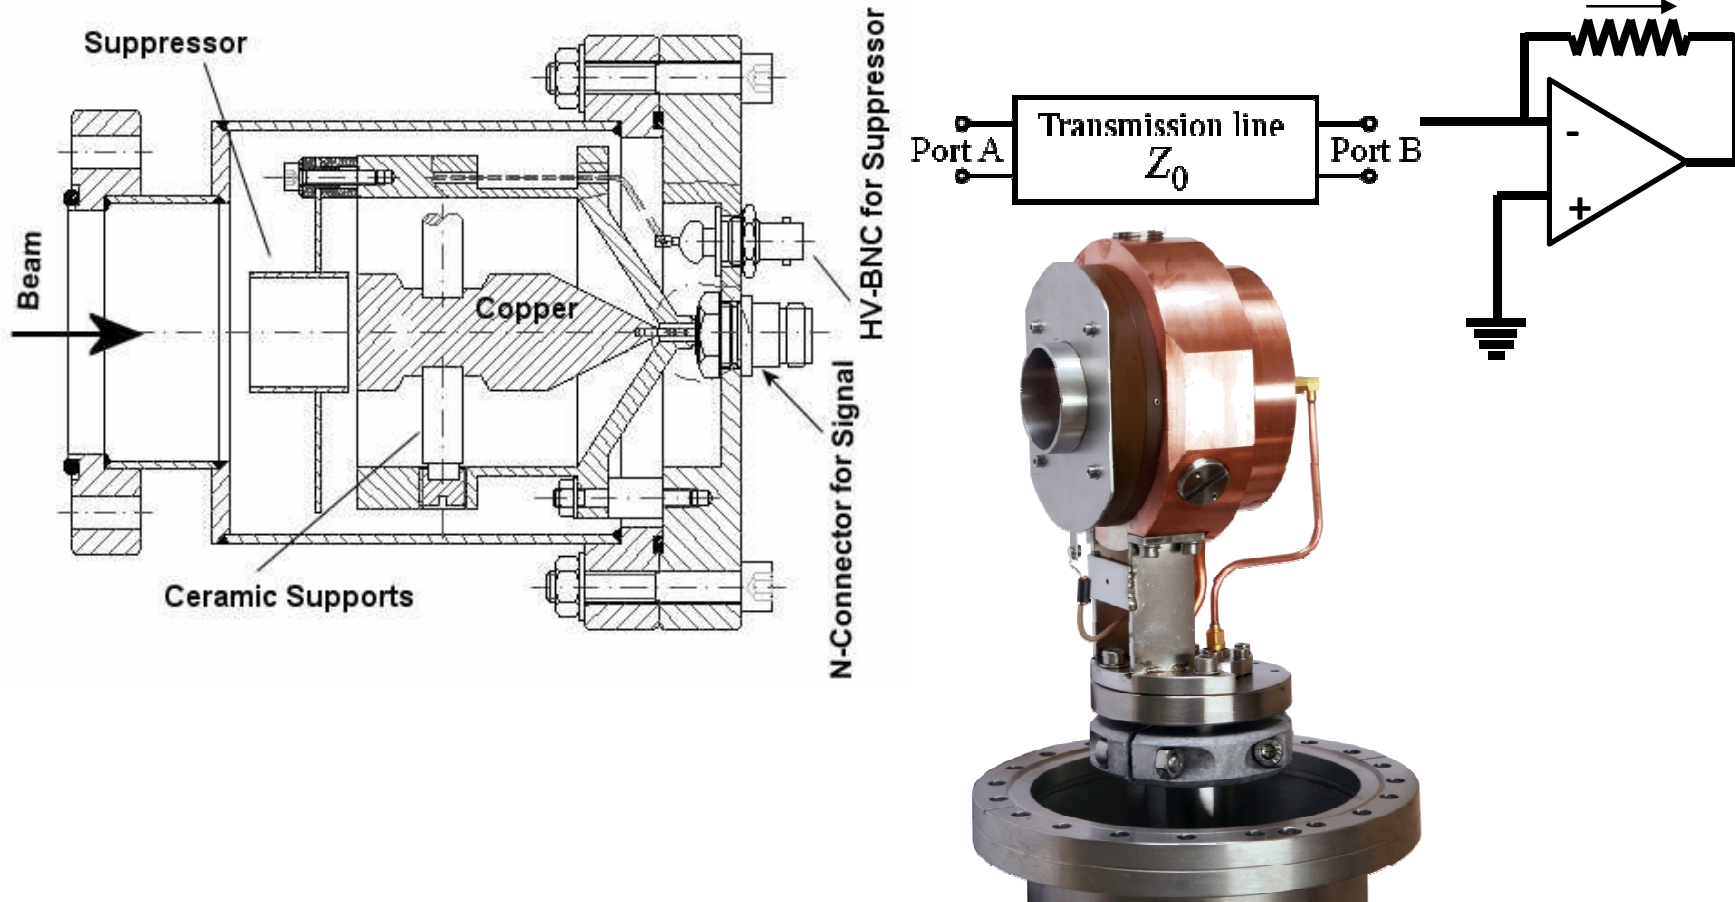 Suppressor
Beam
Copper
Ceramic Supports
HV-BNC for Suppressor
N-Connector for Signal
Transmission line
Z0
Port A
Port B
-
+